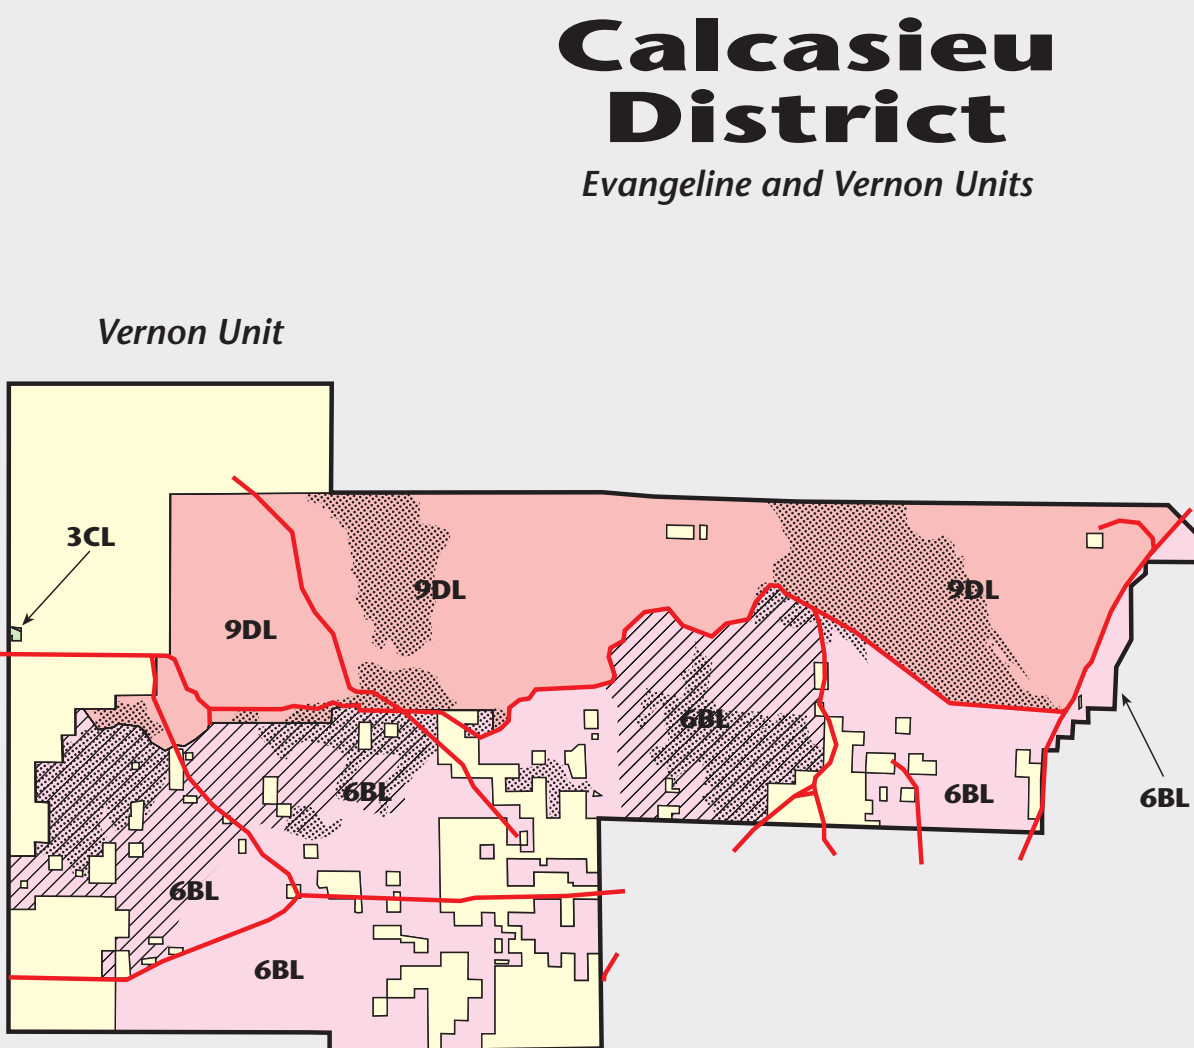 Calcasieu
District
Evangeline and Vernon Units
Vernon Unit
3CL
9DL
9DL
9DL
6BL
6BL
6BL
6BL
6BL
6BL